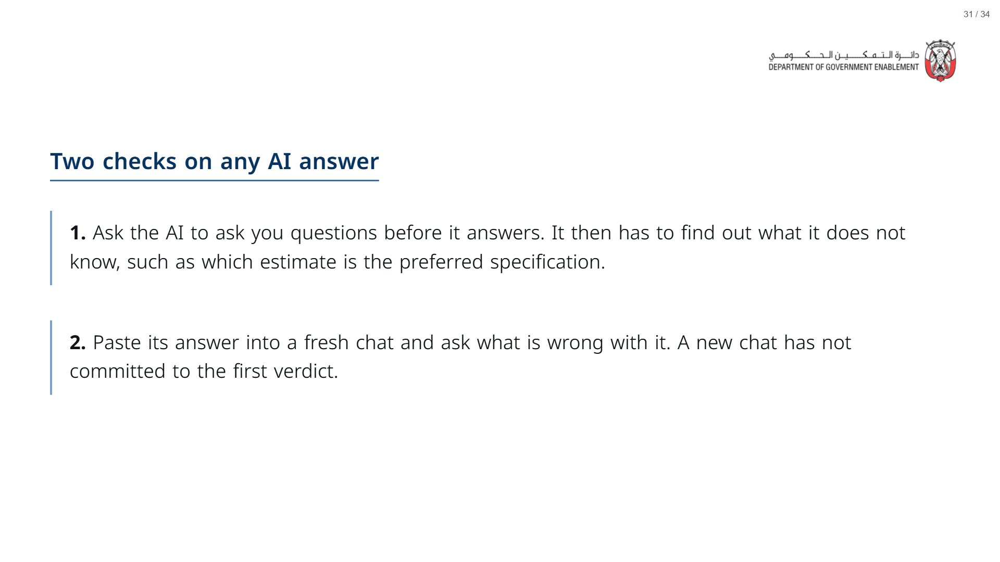 31 / 34
دائرة التمكين الحكومي
DEPARTMENT OF GOVERNMENT ENABLEMENT
Two checks on any AI answer
1. Ask the AI to ask you questions before it answers. It then has to find out what it does not
know, such as which estimate is the preferred specification.
2. Paste its answer into a fresh chat and ask what is wrong with it. A new chat has not
committed to the first verdict.